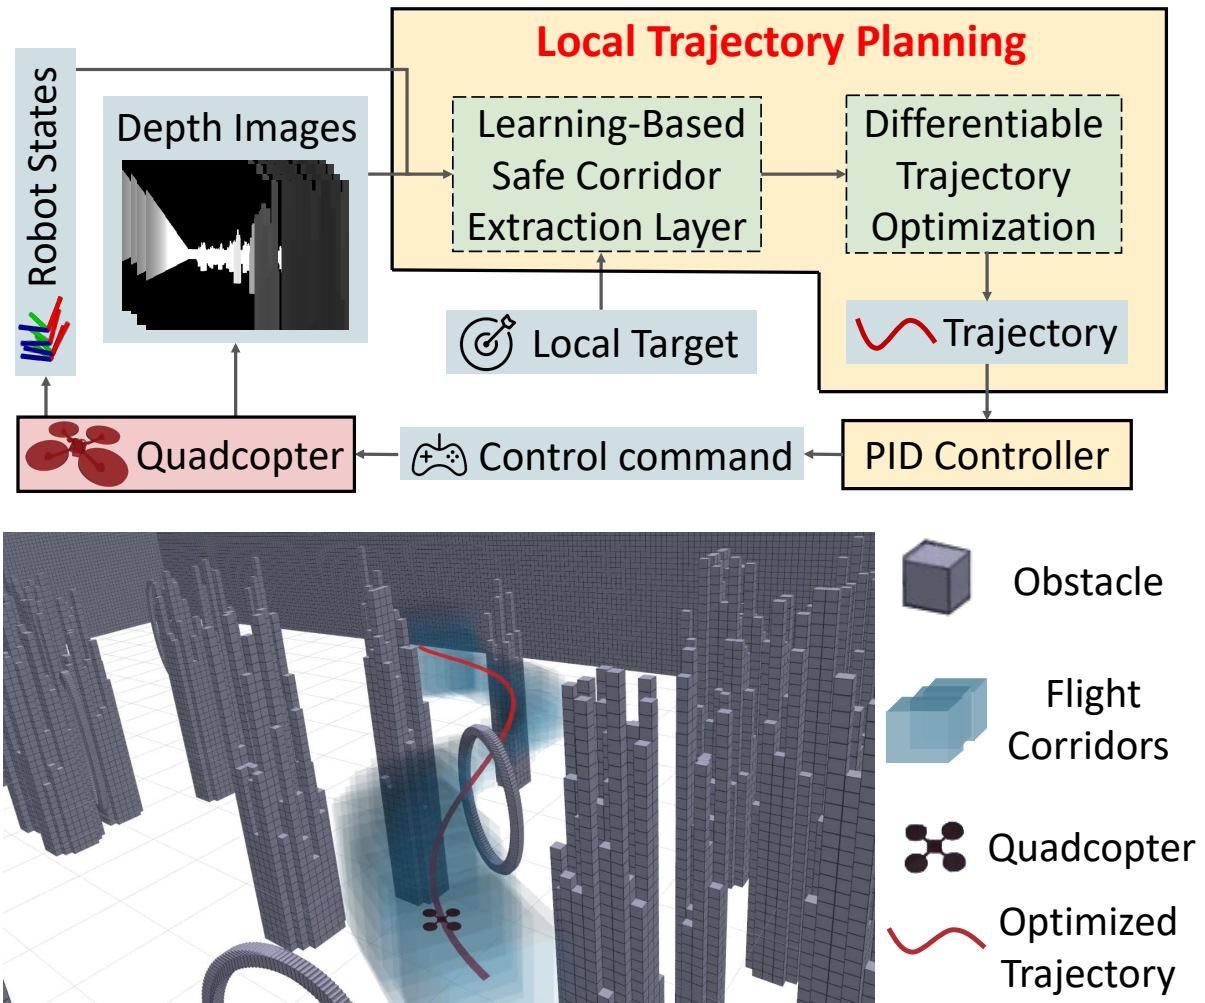 Local Trajectory Planning
Robot States
Depth Images
Learning-Based
Safe Corridor
Extraction Layer
Differentiable
Trajectory
Optimization
Local Target
Trajectory
Quadcopter
Control command
PID Controller
Obstacle
Flight
Corridors
Quadcopter
Optimized
Trajectory